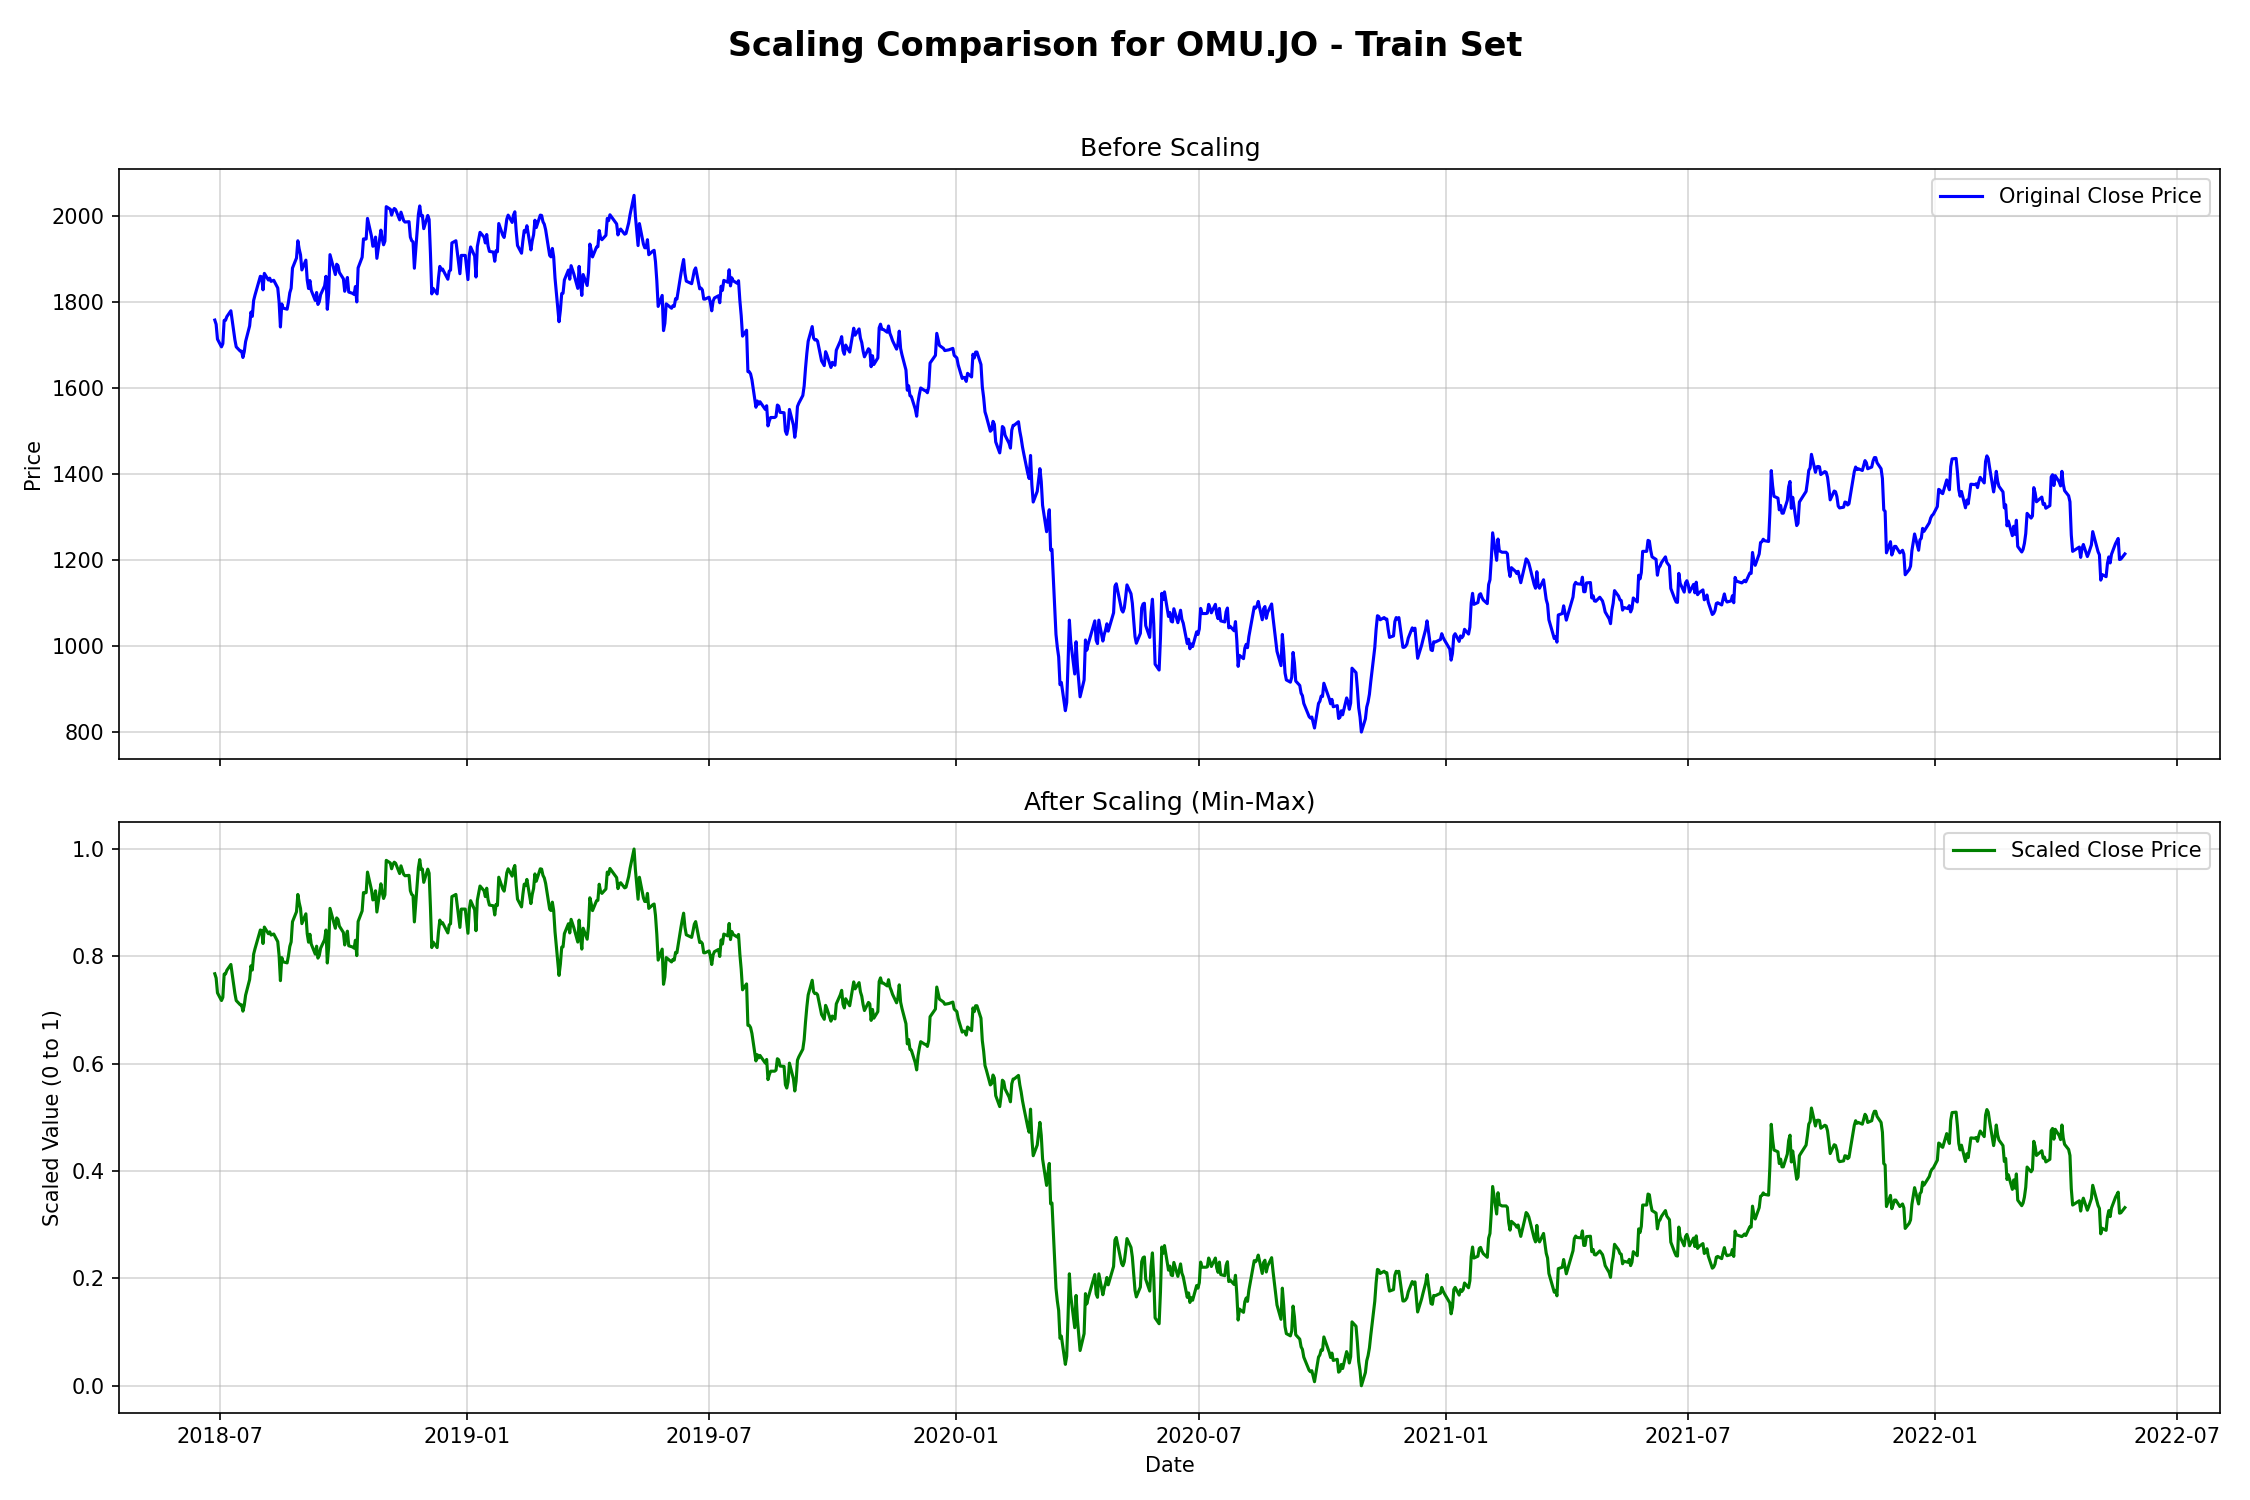 Scaling Comparison for OMU.JO - Train Set
Before Scaling
Original Close Price
Price
2000
1800
1600
1400
1200
1000
800
After Scaling (Min-Max)
Scaled Close Price
Scaled Value (0 to 1)
1.0
0.8
0.6
0.4
0.2
0.0
2018-07 2019-01 2019-07 2020-01 2020-07 2021-01 2021-07 2022-01 2022-07
Date